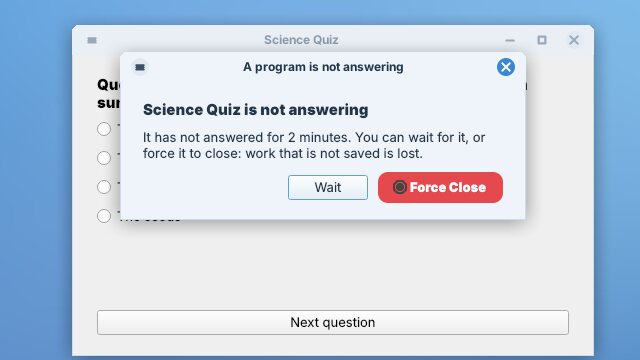 Science Quiz
A program is not answering
Science Quiz is not answering
It has not answered for 2 minutes. You can wait for it, or
force it to close: work that is not saved is lost.
Wait
Force Close
Next question